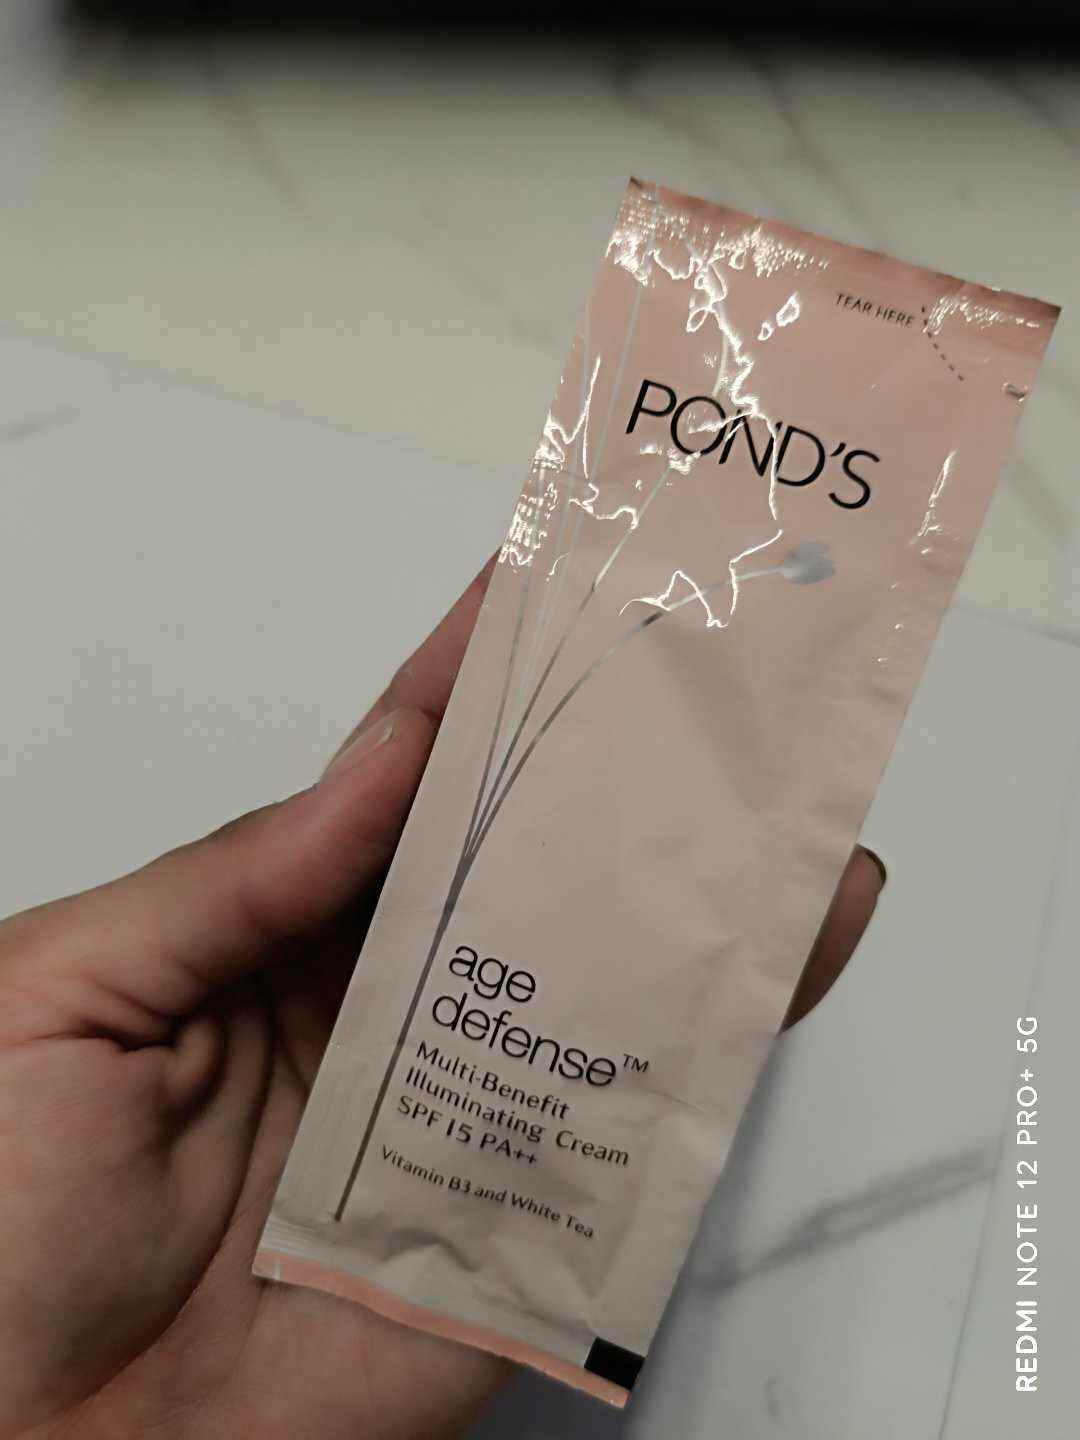 TEAR HERE
POND'S
age
defense™
Multi-Benefit
Illuminating Cream
SPF 15 PA++
Vitamin B3 and White Tea
REDMI NOTE 12 PRO+ 5G